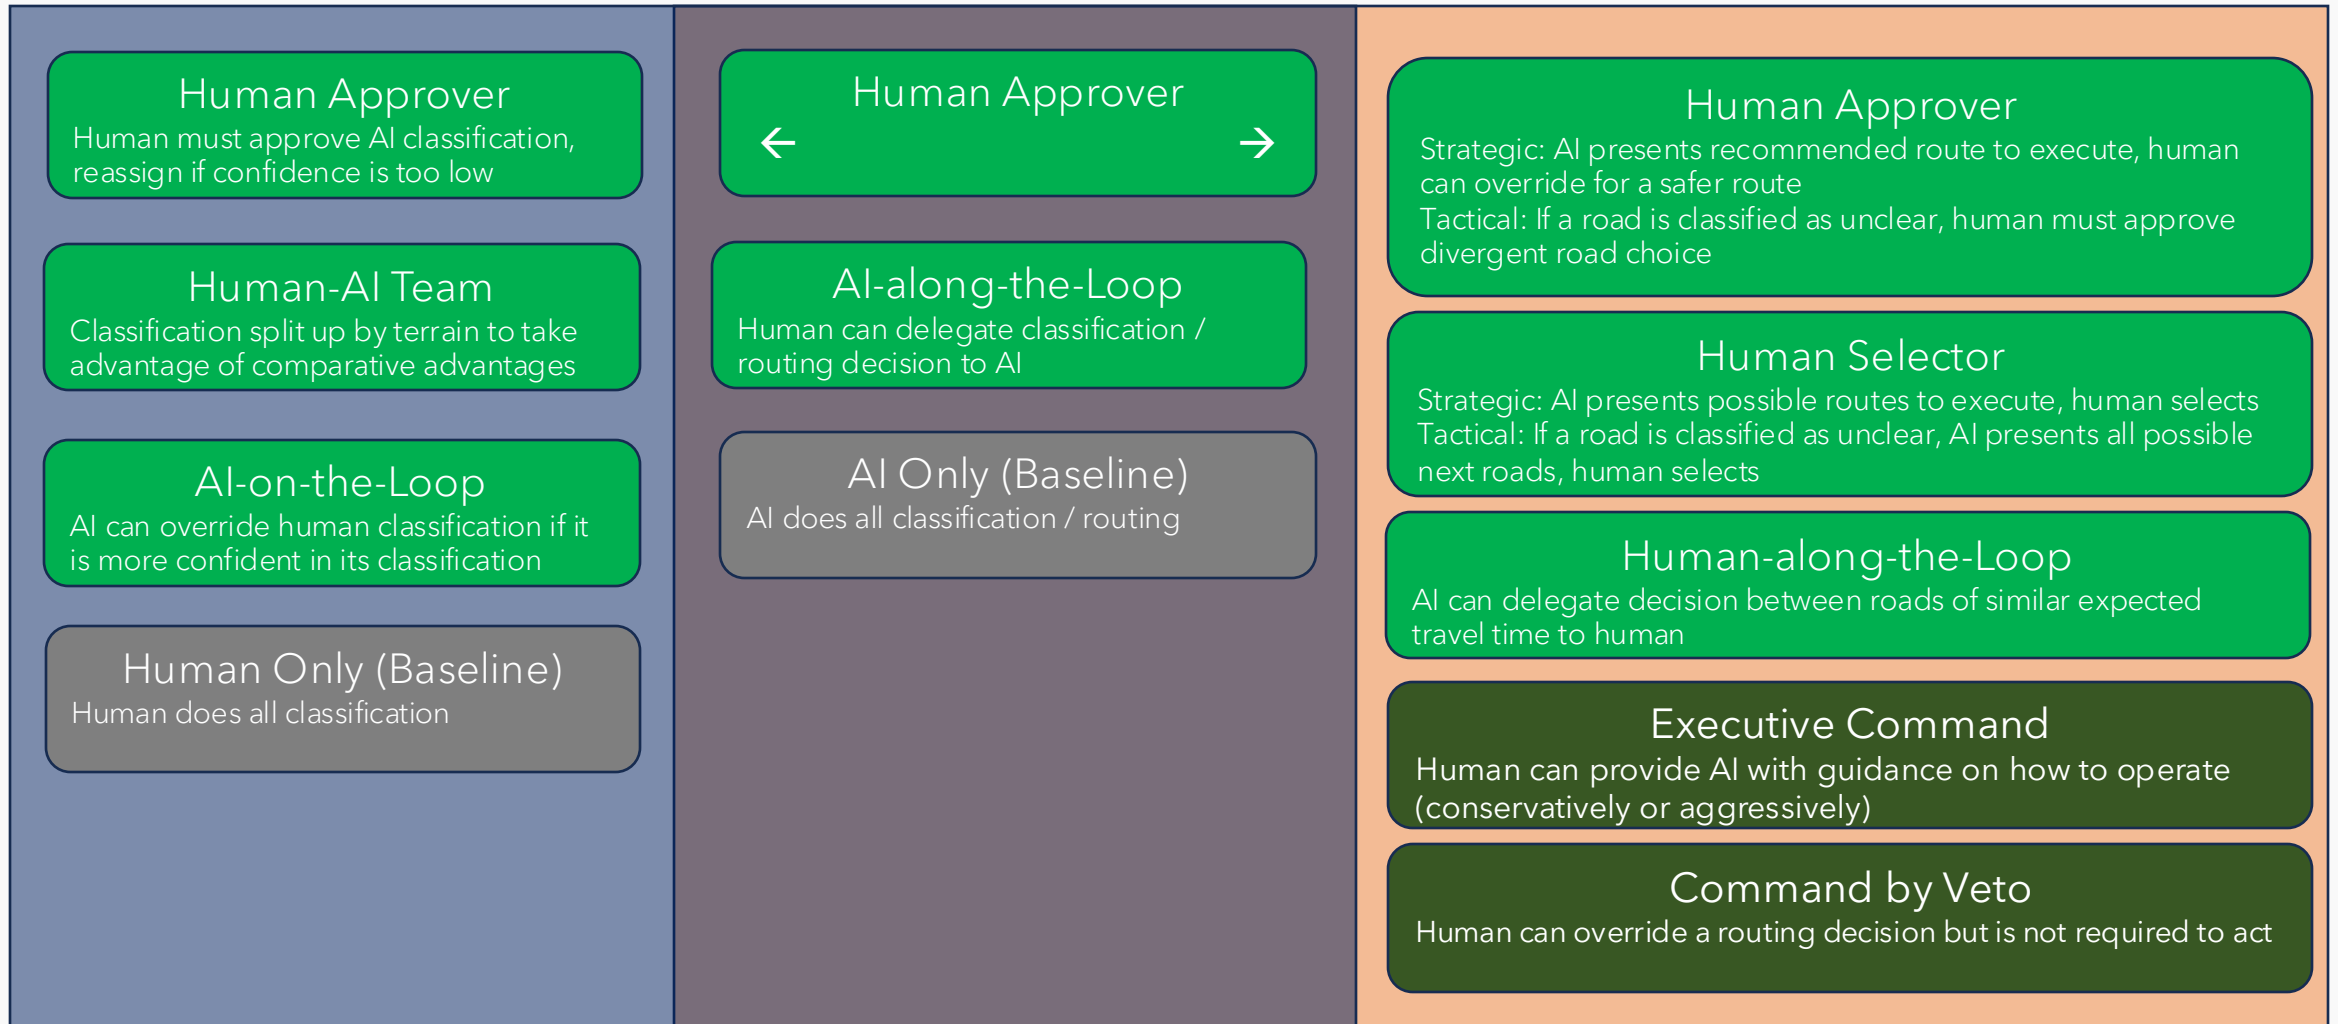 Human Approver
Human must approve AI classification,
reassign if confidence is too low
Human-AI Team
Classification split up by terrain to take
advantage of comparative advantages
AI-on-the-Loop
AI can override human classification if it
is more confident in its classification
Human Only (Baseline)
Human does all classification
Human Approver
← →
AI-along-the-Loop
Human can delegate classification /
routing decision to AI
AI Only (Baseline)
AI does all classification / routing
Human Approver
Strategic: AI presents recommended route to execute, human
can override for a safer route
Tactical: If a road is classified as unclear, human must approve
divergent road choice
Human Selector
Strategic: AI presents possible routes to execute, human selects
Tactical: If a road is classified as unclear, AI presents all possible
next roads, human selects
Human-along-the-Loop
AI can delegate decision between roads of similar expected
travel time to human
Executive Command
Human can provide AI with guidance on how to operate
(conservatively or aggressively)
Command by Veto
Human can override a routing decision but is not required to act